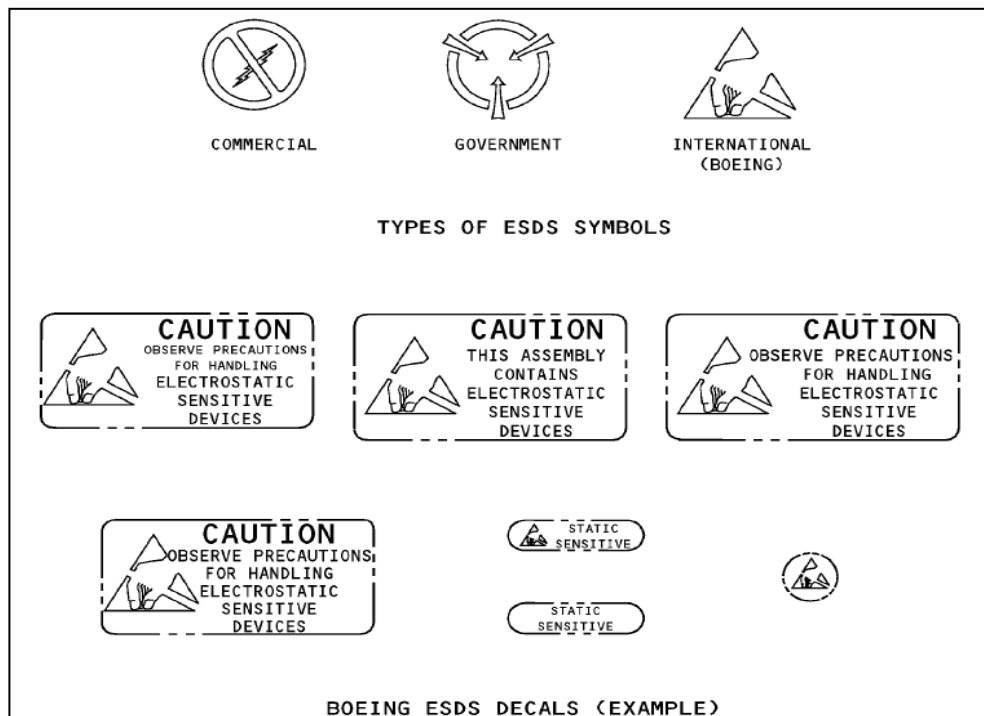 COMMERCIAL
GOVERNMENT
INTERNATIONAL
(BOEING)
TYPES OF ESDS SYMBOLS
CAUTION
OBSERVE PRECAUTIONS
FOR HANDLING
ELECTROSTATIC
SENSITIVE
DEVICES
CAUTION
THIS ASSEMBLY
CONTAINS
ELECTROSTATIC
SENSITIVE
DEVICES
CAUTION
OBSERVE PRECAUTIONS
FOR HANDLING
ELECTROSTATIC
SENSITIVE
DEVICES
CAUTION
OBSERVE PRECAUTIONS
FOR HANDLING
ELECTROSTATIC
SENSITIVE
DEVICES
STATIC
SENSITIVE
STATIC
SENSITIVE
BOEING ESDS DECALS (EXAMPLE)